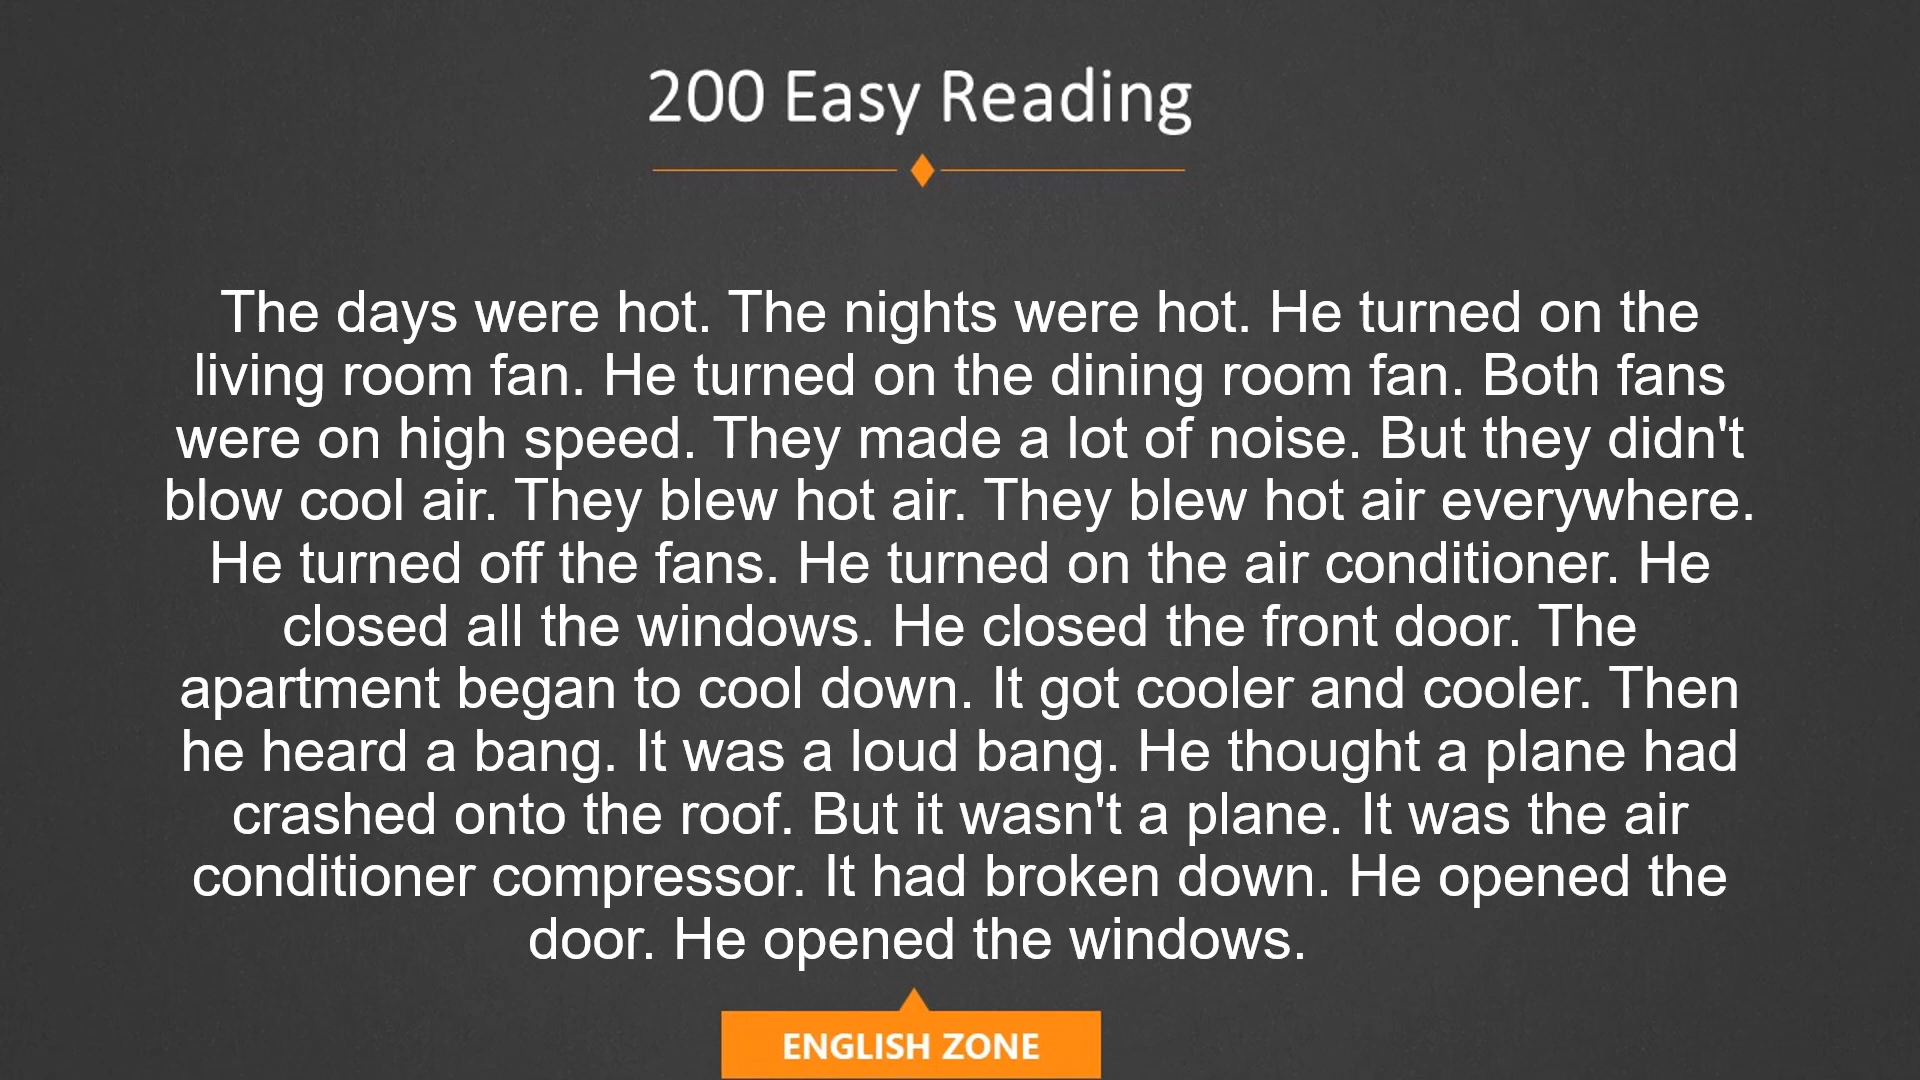 200 Easy Reading
The days were hot. The nights were hot. He turned on the
living room fan. He turned on the dining room fan. Both fans
were on high speed. They made a lot of noise. But they didn't
blow cool air. They blew hot air. They blew hot air everywhere.
He turned off the fans. He turned on the air conditioner. He
closed all the windows. He closed the front door. The
apartment began to cool down. It got cooler and cooler. Then
he heard a bang. It was a loud bang. He thought a plane had
crashed onto the roof. But it wasn't a plane. It was the air
conditioner compressor. It had broken down. He opened the
door. He opened the windows.
ENGLISH ZONE